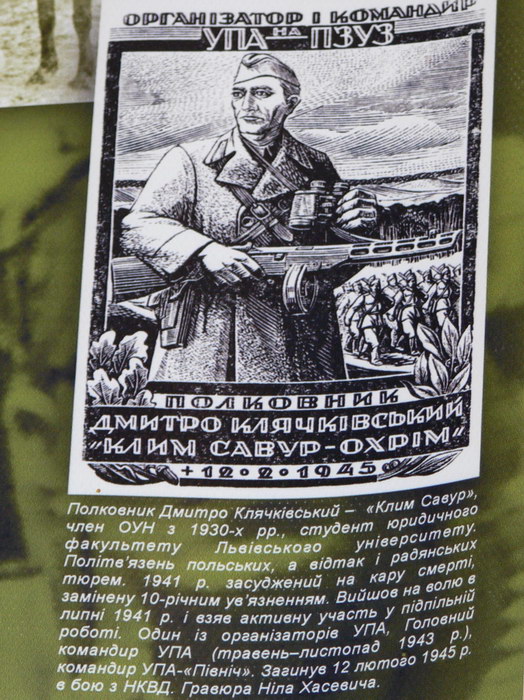 ОРГАНІЗАТОР І КОМАНДИР
УПА НА ПЗУЗ
ПОЛКОВНИК
ДМИТРО КЛЯЧКІВСЬКИЙ
„КЛИМ САВУР-ОХРІМ”
+12•2•1945
Полковник Дмитро Клячківський – «Клим Савур»,
член ОУН з 1930-х рр., студент юридичного
факультету Львівського університету.
Політв'язень польських, а відтак і радянських
тюрем. 1941 р. засуджений на кару смерті,
замінену 10-річним ув'язненням. Вийшов на волю в
липні 1941 р. і взяв активну участь у підпільній
роботі. Один із організаторів УПА, Головний
командир УПА (травень–листопад 1943 р.),
командир УПА-«Північ». Загинув 12 лютого 1945 р.
в бою з НКВД. Гравюра Ніла Хасевича.